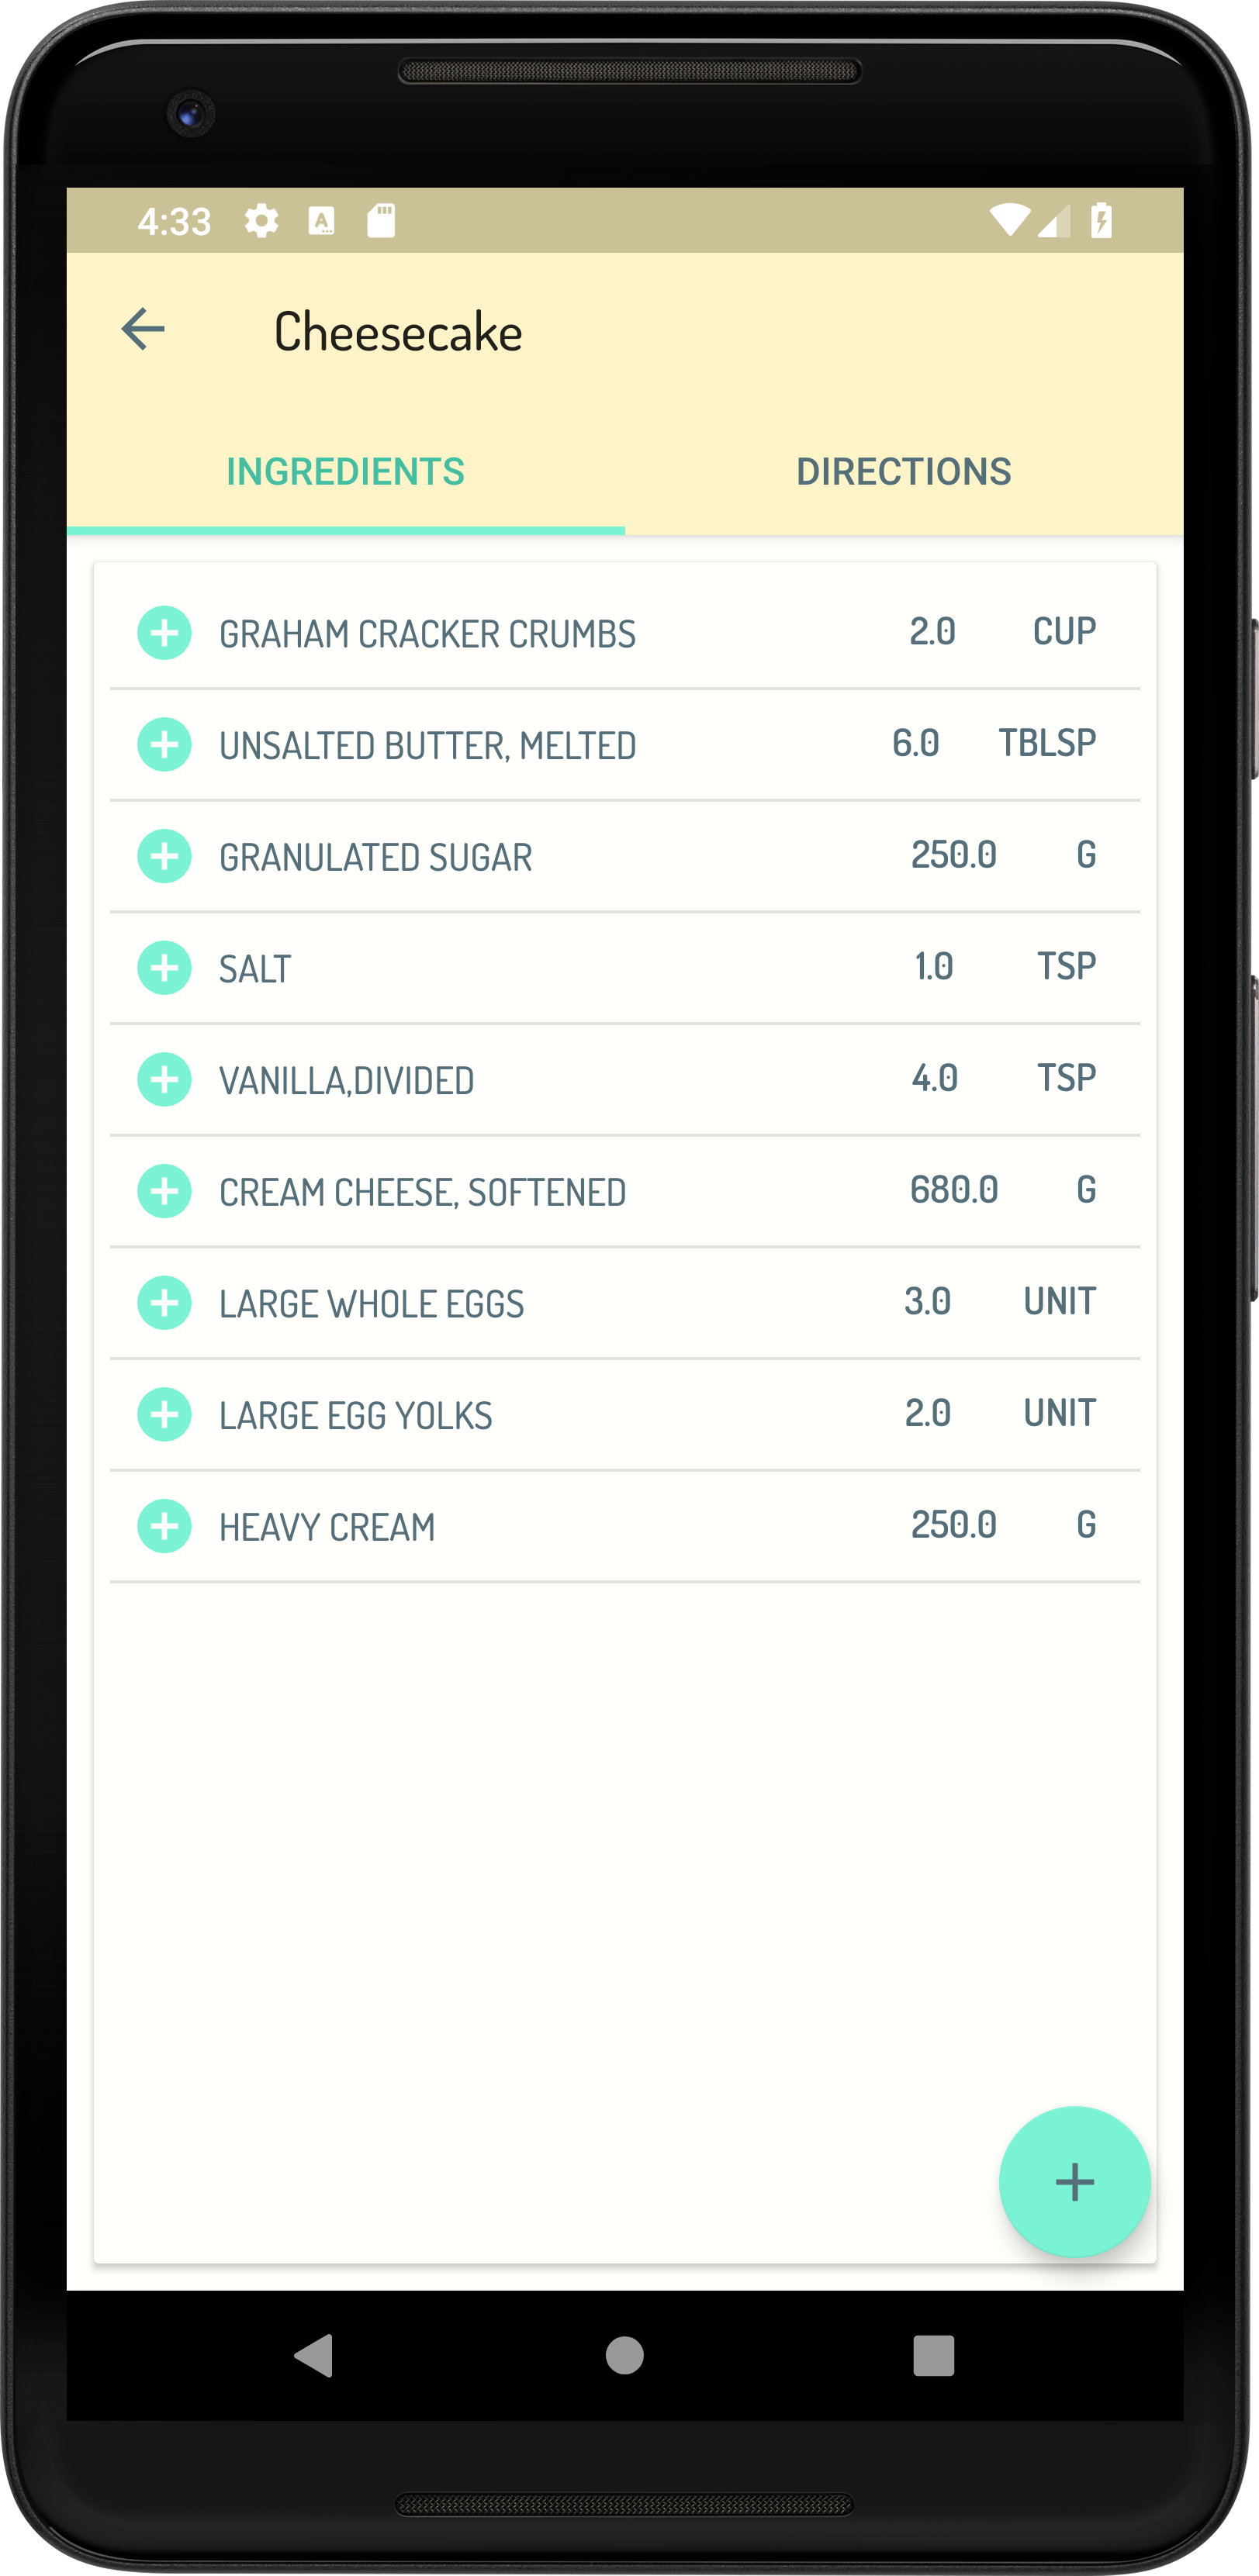 4:33
Cheesecake
INGREDIENTS DIRECTIONS
GRAHAM CRACKER CRUMBS 2.0 CUP
UNSALTED BUTTER, MELTED 6.0 TBLSP
GRANULATED SUGAR 250.0 G
SALT 1.0 TSP
VANILLA,DIVIDED 4.0 TSP
CREAM CHEESE, SOFTENED 680.0 G
LARGE WHOLE EGGS 3.0 UNIT
LARGE EGG YOLKS 2.0 UNIT
HEAVY CREAM 250.0 G